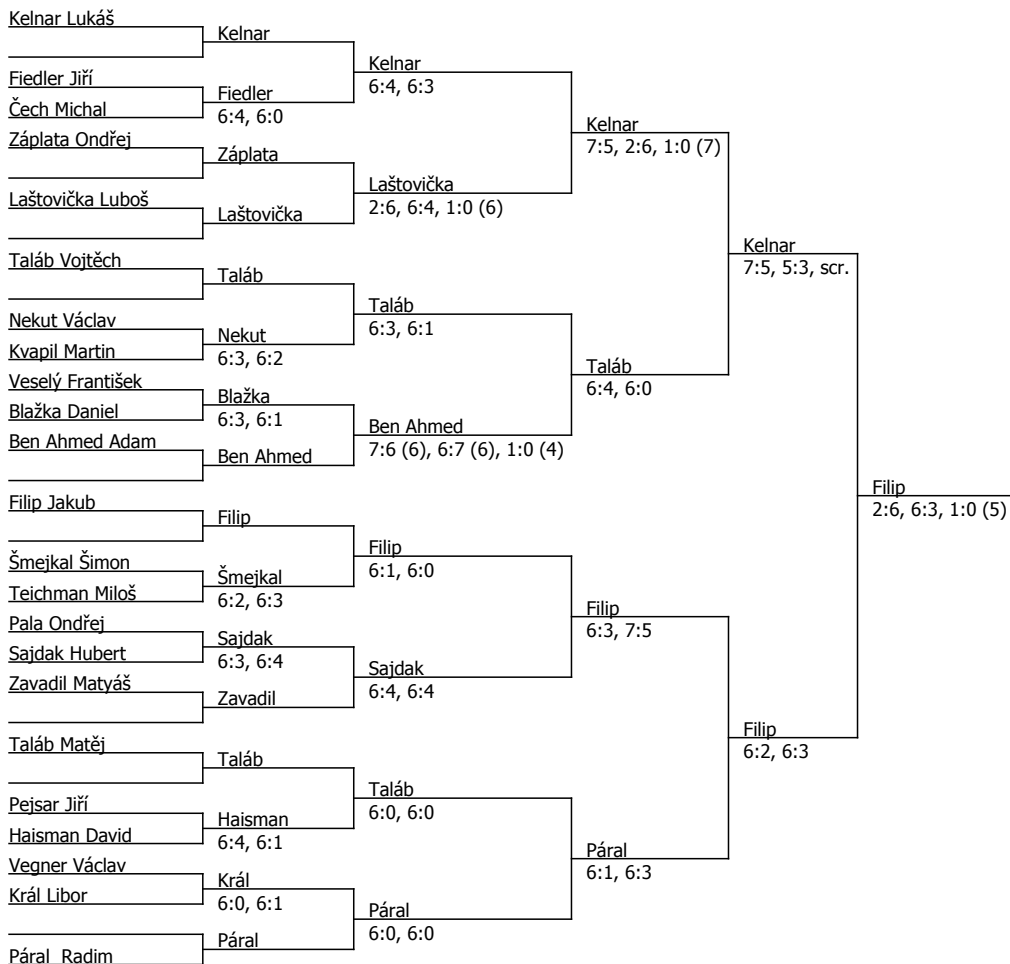 Kelnar Lukáš
Kelnar
Kelnar
6:4, 6:3
Fiedler Jiří
Fiedler
6:4, 6:0
Čech Michal
Kelnar
7:5, 2:6, 1:0 (7)
Záplata Ondřej
Záplata
Laštovička
2:6, 6:4, 1:0 (6)
Laštovička Luboš
Laštovička
Kelnar
7:5, 5:3, scr.
Taláb Vojtěch
Taláb
Taláb
6:3, 6:1
Nekut Václav
Nekut
6:3, 6:2
Kvapil Martin
Taláb
6:4, 6:0
Veselý František
Blažka
6:3, 6:1
Blažka Daniel
Ben Ahmed
7:6 (6), 6:7 (6), 1:0 (4)
Ben Ahmed Adam
Ben Ahmed
Filip
2:6, 6:3, 1:0 (5)
Filip Jakub
Filip
Filip
6:1, 6:0
Šmejkal Šimon
Šmejkal
6:2, 6:3
Teichman Miloš
Filip
6:3, 7:5
Pala Ondřej
Sajdak
6:3, 6:4
Sajdak Hubert
Sajdak
6:4, 6:4
Zavadil Matyáš
Zavadil
Filip
6:2, 6:3
Taláb Matěj
Taláb
Taláb
6:0, 6:0
Pejsar Jiří
Haisman
6:4, 6:1
Haisman David
Páral
6:1, 6:3
Vegner Václav
Král
6:0, 6:1
Král Libor
Páral
6:0, 6:0
Páral
Páral Radim